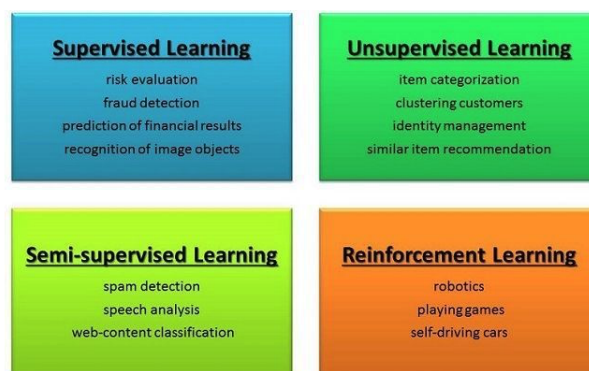 Supervised Learning
risk evaluation
fraud detection
prediction of financial results
recognition of image objects
Unsupervised Learning
item categorization
clustering customers
identity management
similar item recommendation
Semi-supervised Learning
spam detection
speech analysis
web-content classification
Reinforcement Learning
robotics
playing games
self-driving cars